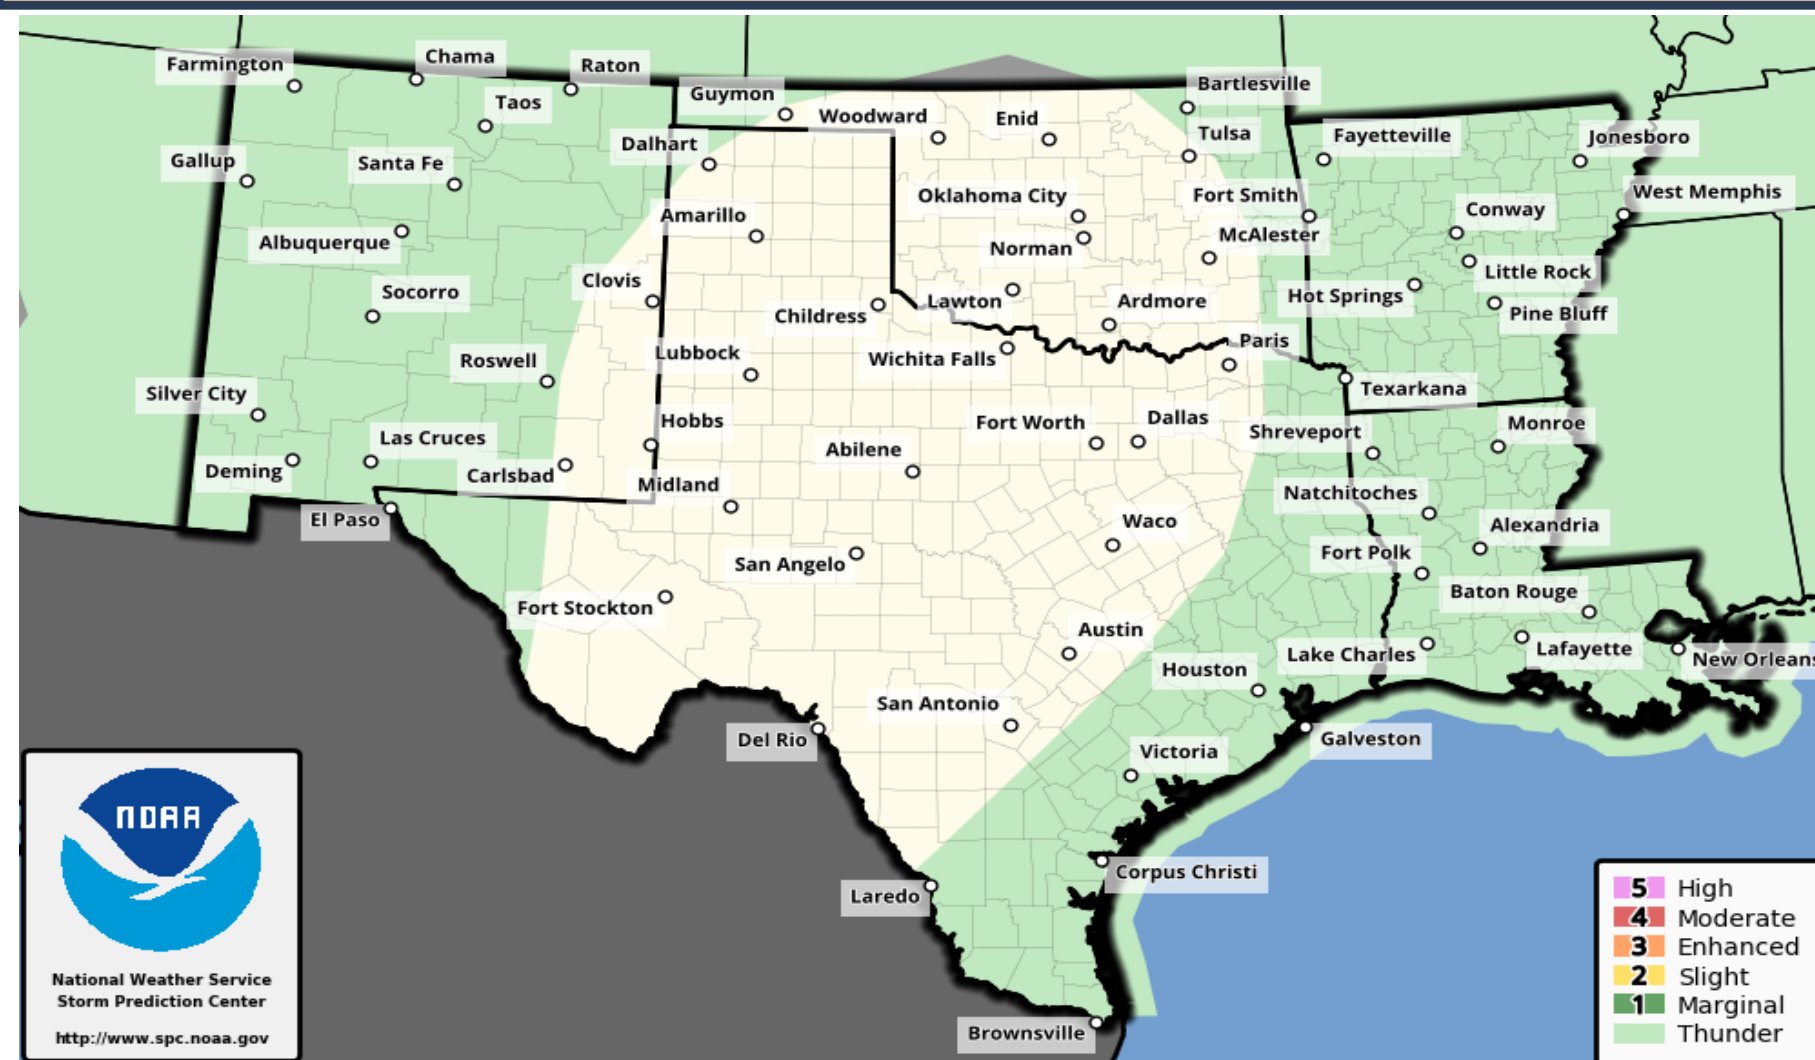 Farmington
Chama
Raton
Taos
Guymon
Woodward
Enid
Bartlesville
Tulsa
Fayetteville
Jonesboro
Gallup
Santa Fe
Dalhart
Albuquerque
Amarillo
Oklahoma City
Norman
Fort Smith
McAlester
Conway
West Memphis
Socorro
Clovis
Childress
Lawton
Ardmore
Hot Springs
Little Rock
Pine Bluff
Roswell
Lubbock
Wichita Falls
Paris
Texarkana
Silver City
Las Cruces
Hobbs
Fort Worth
Dallas
Shreveport
Monroe
Deming
Carlsbad
Midland
Abilene
Natchitoches
El Paso
San Angelo
Waco
Fort Polk
Alexandria
Fort Stockton
Austin
Baton Rouge
Houston
Lake Charles
Lafayette
New Orleans
Del Rio
San Antonio
Victoria
Galveston
Laredo
Corpus Christi
Brownsville
NOAA
National Weather Service
Storm Prediction Center
http://www.spc.noaa.gov
5 High
4 Moderate
3 Enhanced
2 Slight
1 Marginal
Thunder